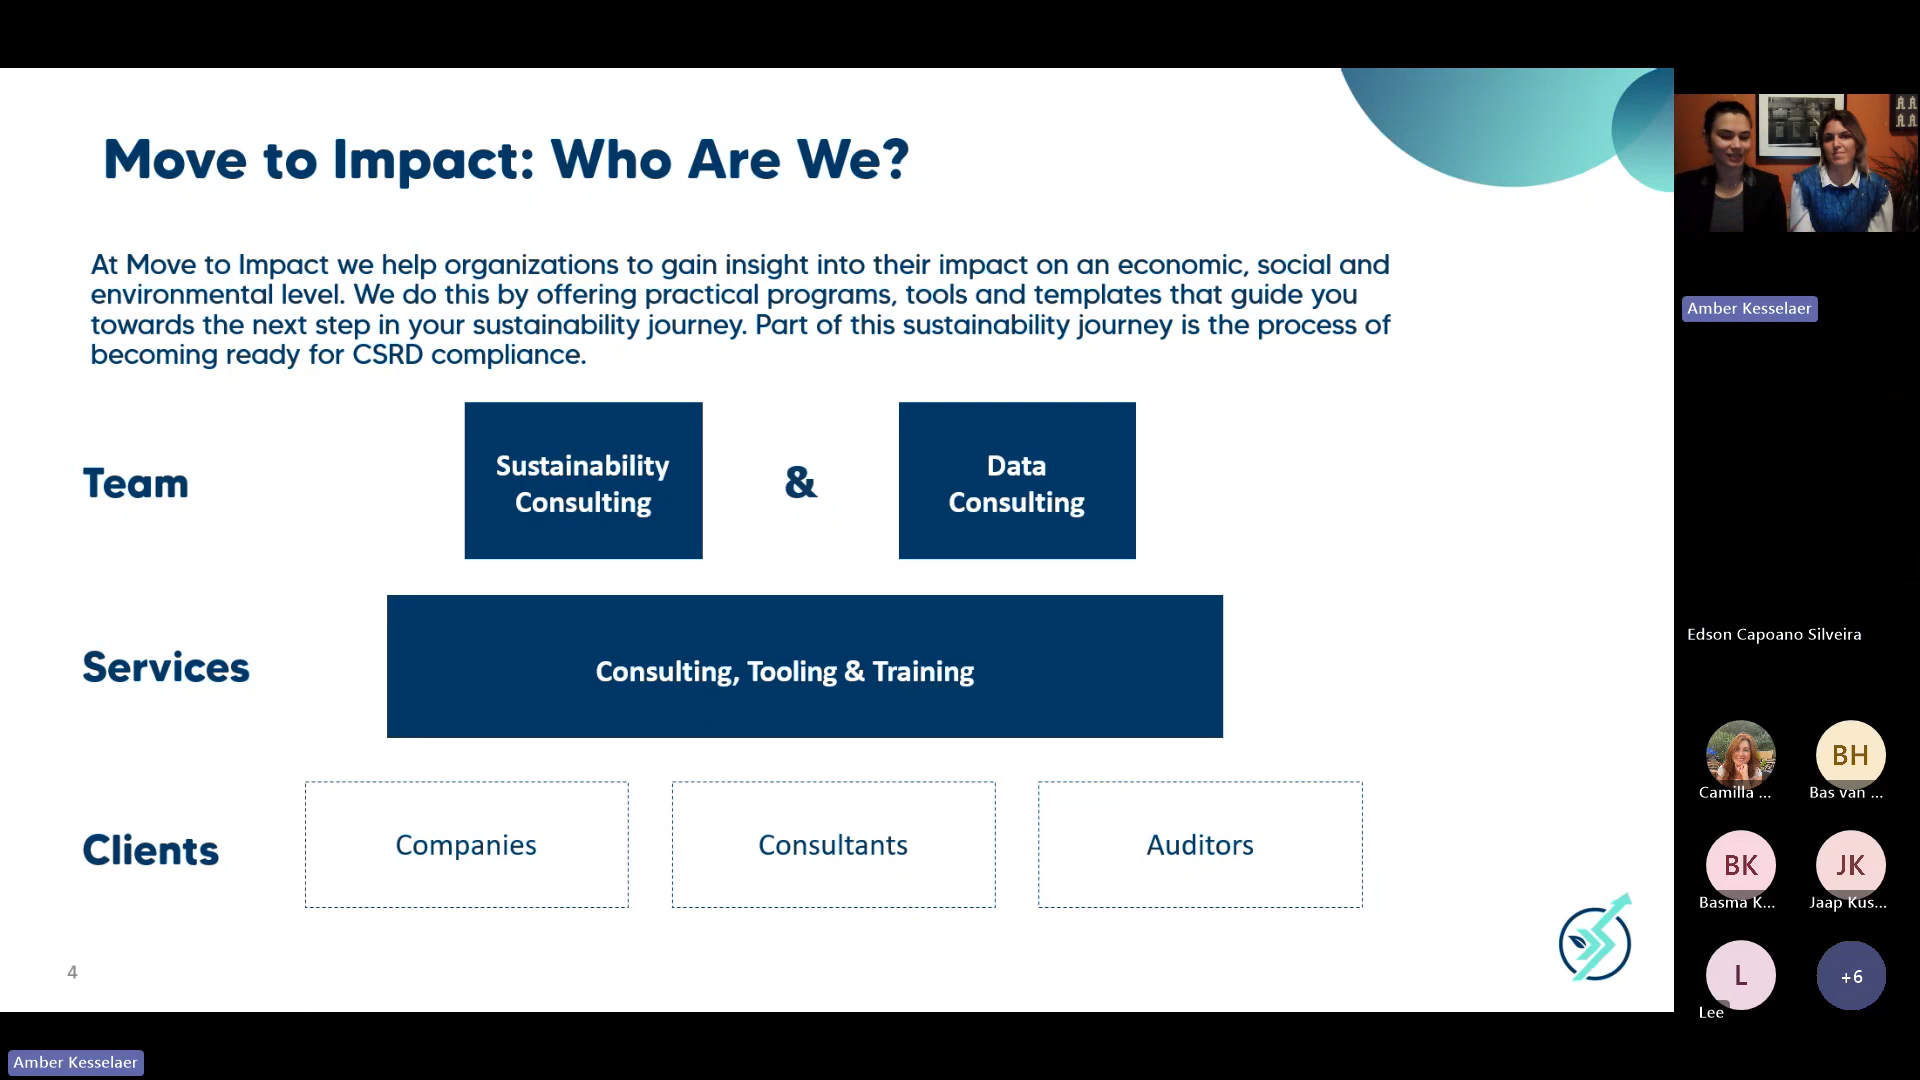 Move to Impact: Who Are We?
At Move to Impact we help organizations to gain insight into their impact on an economic, social and
environmental level. We do this by offering practical programs, tools and templates that guide you
towards the next step in your sustainability journey. Part of this sustainability journey is the process of
becoming ready for CSRD compliance.
Team
Sustainability
Consulting
&
Data
Consulting
Services
Consulting, Tooling & Training
Clients
Companies
Consultants
Auditors
4
Amber Kesselaer
Amber Kesselaer
Edson Capoano Silveira
Camilla ...
BH
Bas van ...
BK
Basma K...
JK
Jaap Kus...
L
Lee
+6